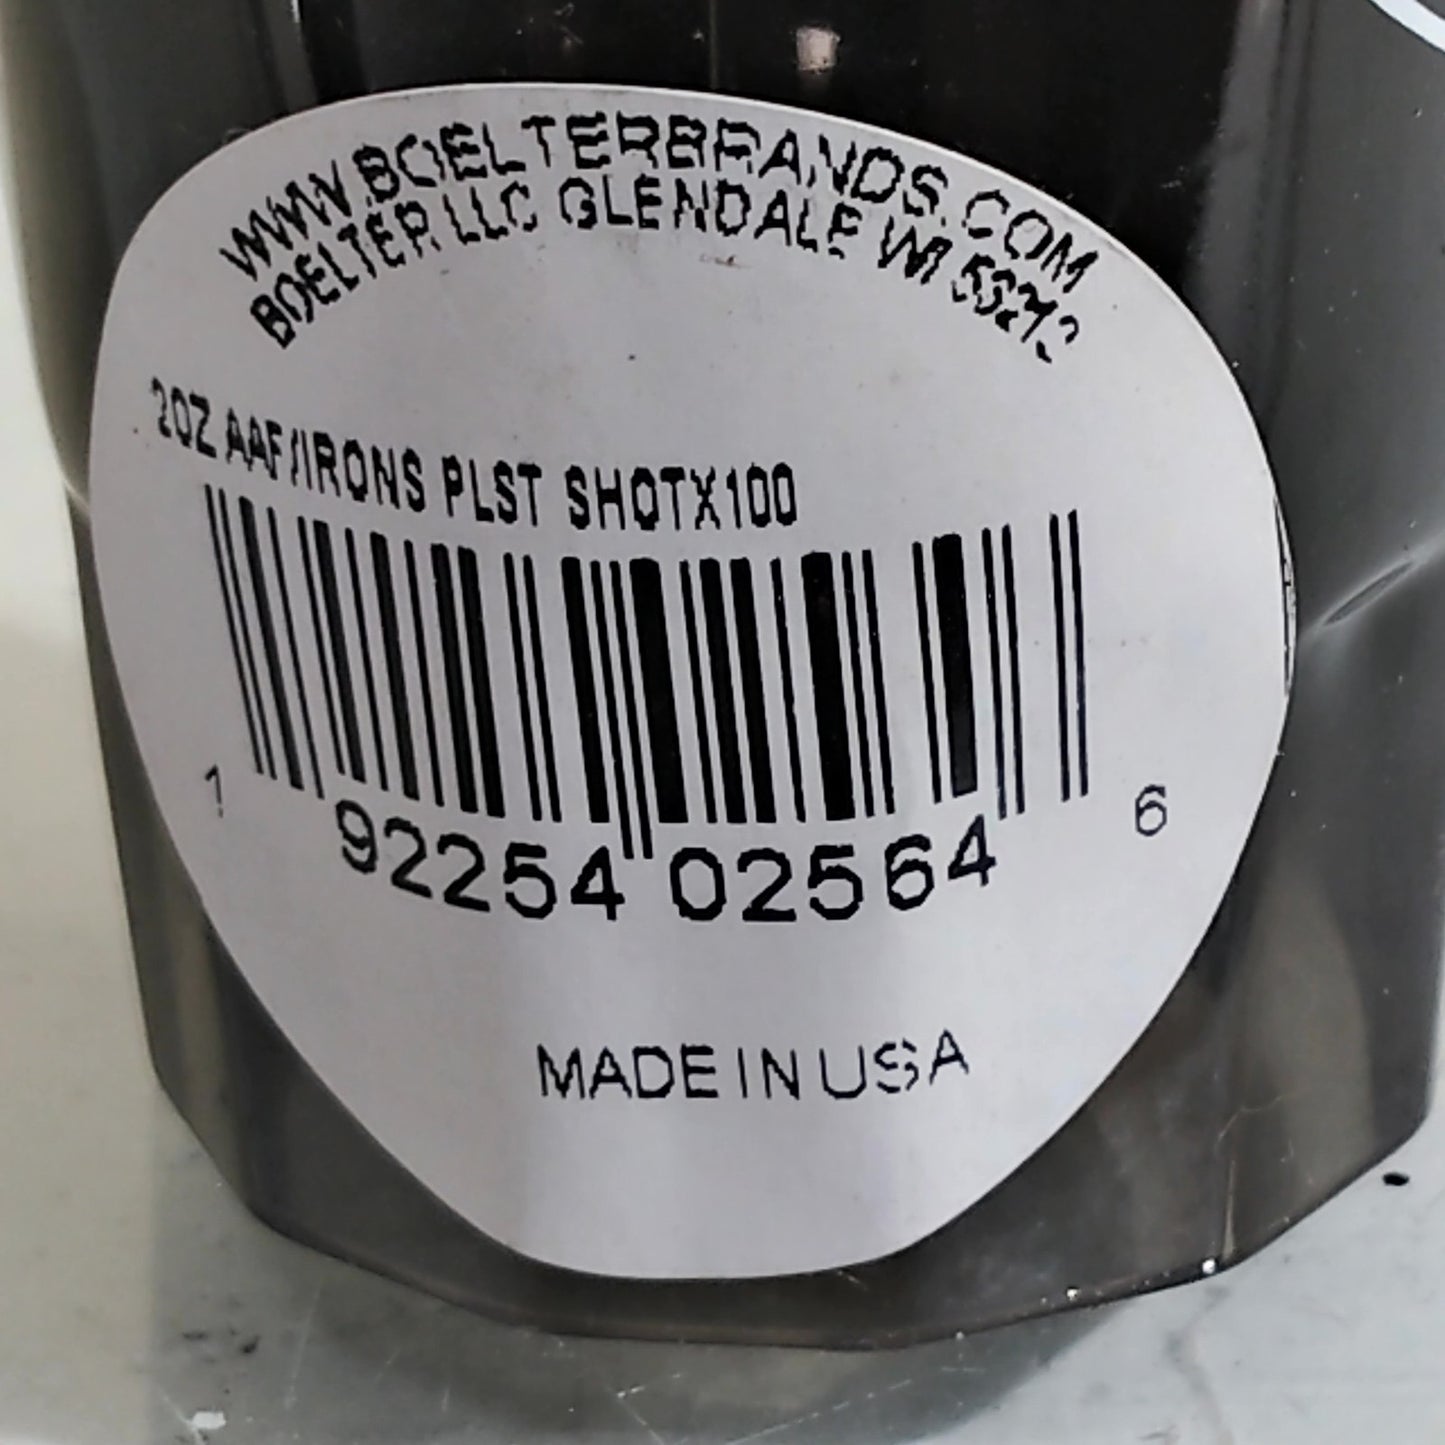 WWW.BOELTERBRANDS.COM
BOELTER LLC GLENDALE WI 53213
2OZ AAF/IRONS PLST SHOTX100
1 92254 02564 6
MADE IN USA